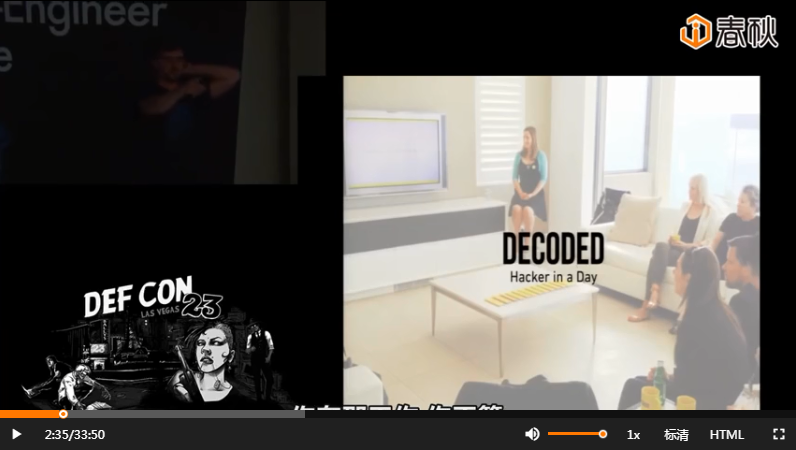 -Engineer
e
春秋
DECODED
Hacker in a Day
DEF CON
LAS VEGAS 23
2:35/33:50
1x
标清
HTML